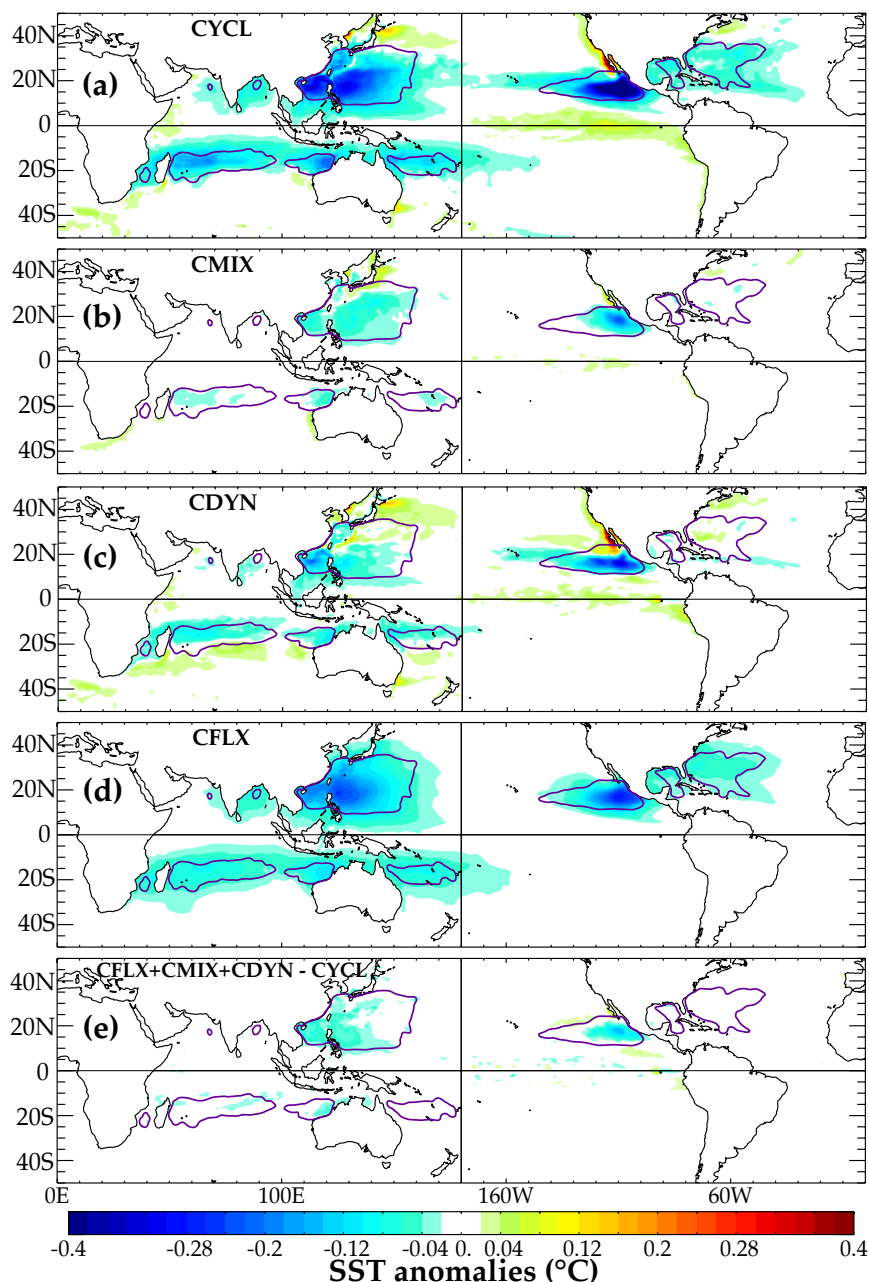 40N
CYCL
20N
(a)
0
20S
40S
40N
CMIX
20N
(b)
0
20S
40S
40N
CDYN
20N
(c)
0
20S
40S
40N
CFLX
20N
(d)
0
20S
40S
40N
CFLX+CMIX+CDYN - CYCL
20N
(e)
0
20S
40S
0E 100E 160W 60W
-0.4 -0.28 -0.2 -0.12 -0.04 0. 0.04 0.12 0.2 0.28 0.4
SST anomalies (°C)